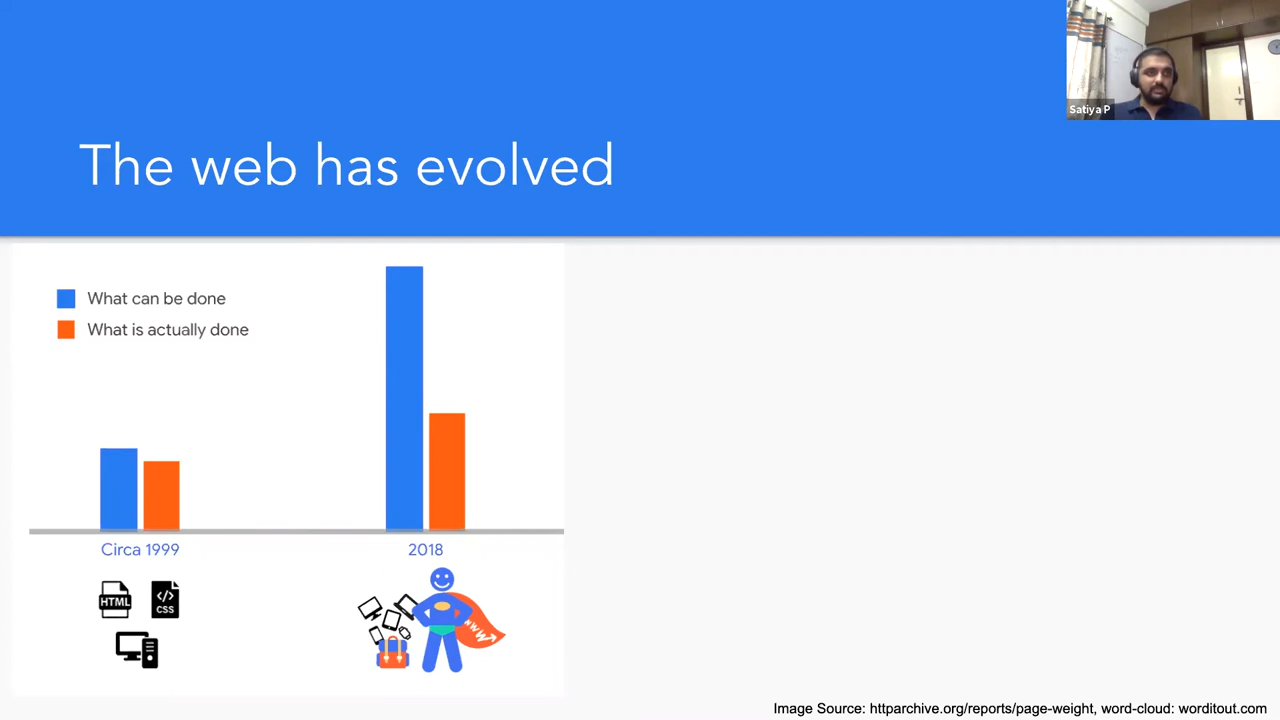 Satiya P
The web has evolved
What can be done
What is actually done
Circa 1999
2018
HTML
</>
CSS
WWW
Image Source: httparchive.org/reports/page-weight, word-cloud: worditout.com